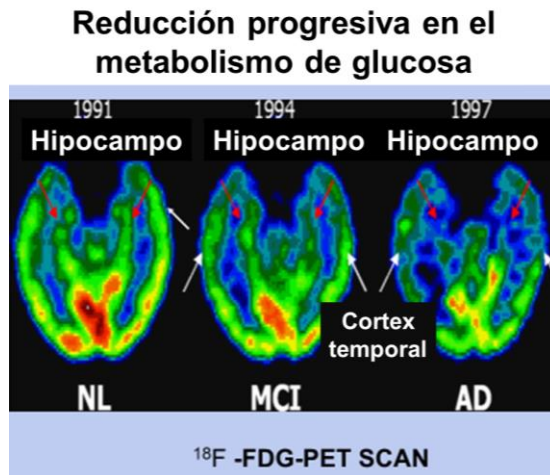 Reducción progresiva en el
metabolismo de glucosa
1991 1994 1997
Hipocampo Hipocampo Hipocampo
Cortex
temporal
NL MCI AD
¹⁸F -FDG-PET SCAN